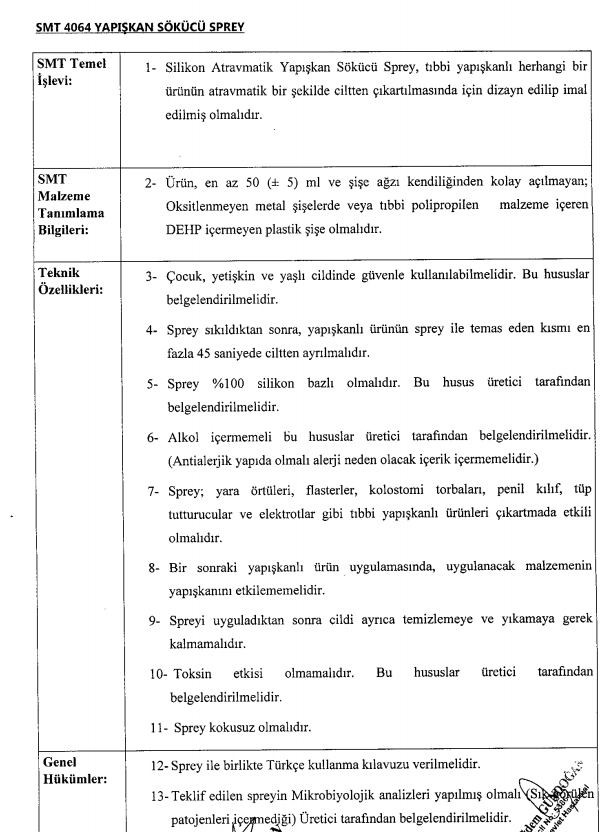 SMT 4064 YAPIŞKAN SÖKÜCÜ SPREY
SMT Temel
İşlevi:
1- Silikon Atravmatik Yapışkan Sökücü Sprey, tıbbi yapışkanlı herhangi bir
ürünün atravmatik bir şekilde ciltten çıkartılmasında için dizayn edilip imal
edilmiş olmalıdır.
SMT
Malzeme
Tanımlama
Bilgileri:
2- Ürün, en az 50 (± 5) ml ve şişe ağzı kendiliğinden kolay açılmayan;
Oksitlenmeyen metal şişelerde veya tıbbi polipropilen malzeme içeren
DEHP içermeyen plastik şişe olmalıdır.
Teknik
Özellikleri:
3- Çocuk, yetişkin ve yaşlı cildinde güvenle kullanılabilmelidir. Bu hususlar
belgelendirilmelidir.
4- Sprey sıkıldıktan sonra, yapışkanlı ürünün sprey ile temas eden kısmı en
fazla 45 saniyede ciltten ayrılmalıdır.
5- Sprey %100 silikon bazlı olmalıdır. Bu husus üretici tarafından
belgelendirilmelidir.
6- Alkol içermemeli bu hususlar üretici tarafından belgelendirilmelidir.
(Antialerjik yapıda olmalı alerji neden olacak içerik içermemelidir.)
7- Sprey; yara örtüleri, flasterler, kolostomi torbaları, penil kılıf, tüp
tutturucular ve elektrotlar gibi tıbbi yapışkanlı ürünleri çıkartmada etkili
olmalıdır.
8- Bir sonraki yapışkanlı ürün uygulamasında, uygulanacak malzemenin
yapışkanını etkilememelidir.
9- Spreyi uyguladıktan sonra cildi ayrıca temizlemeye ve yıkamaya gerek
kalmamalıdır.
10- Toksin etkisi olmamalıdır. Bu hususlar üretici tarafından
belgelendirilmelidir.
11- Sprey kokusuz olmalıdır.
Genel
Hükümler:
12- Sprey ile birlikte Türkçe kullanma kılavuzu verilmelidir.
13- Teklif edilen spreyin Mikrobiyolojik analizleri yapılmış olmalı (Sık görülen
patojenleri içermediği) Üretici tarafından belgelendirilmelidir.